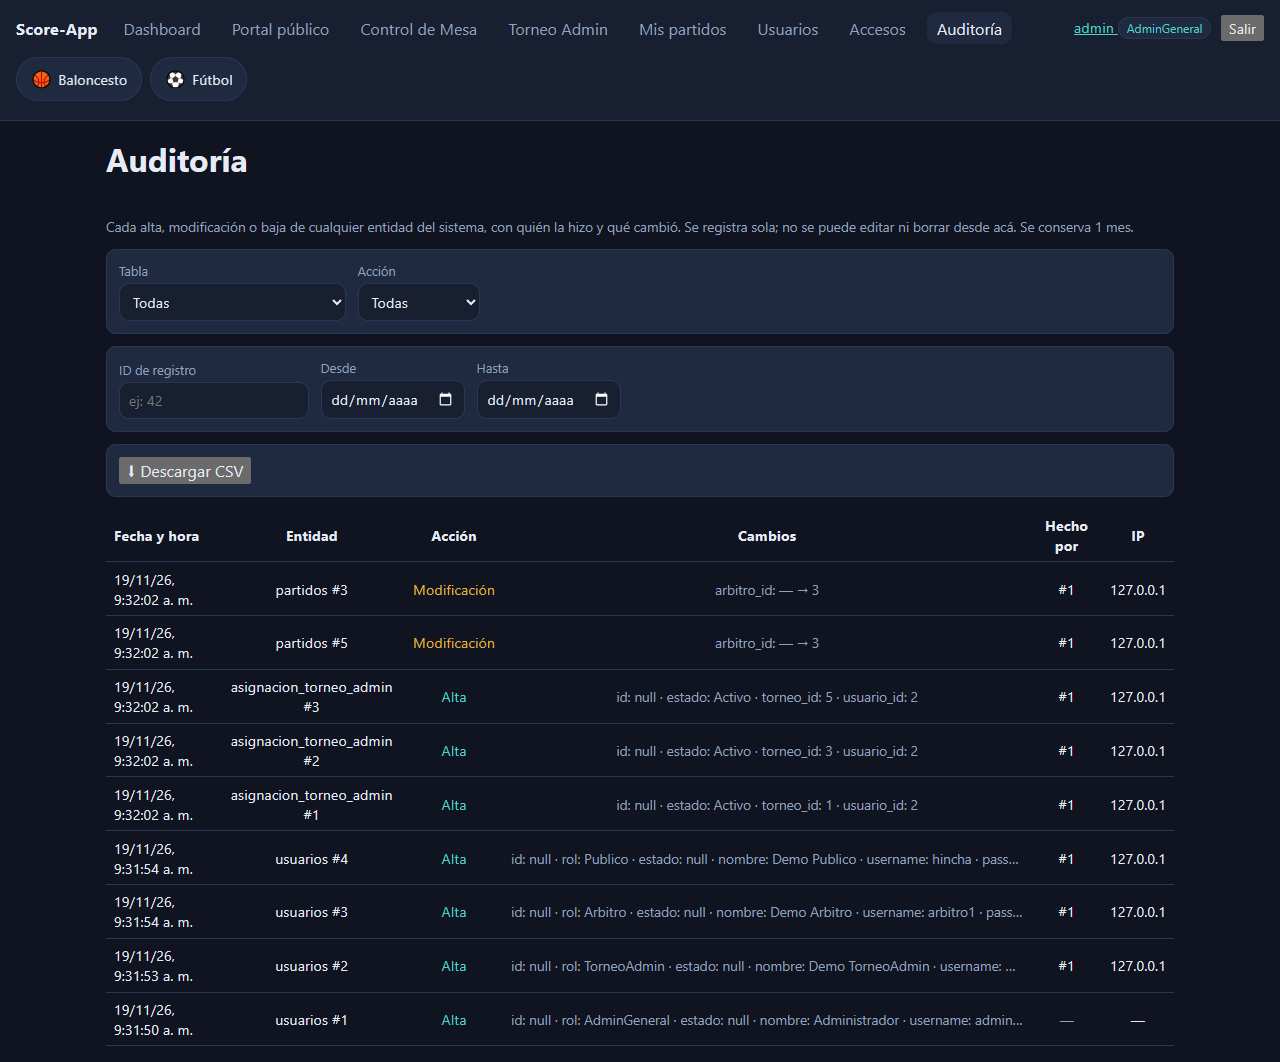 Score-App Dashboard Portal público Control de Mesa Torneo Admin Mis partidos Usuarios Accesos Auditoría admin AdminGeneral Salir
Baloncesto Fútbol
Auditoría
Cada alta, modificación o baja de cualquier entidad del sistema, con quién la hizo y qué cambió. Se registra sola; no se puede editar ni borrar desde acá. Se conserva 1 mes.
Tabla Acción
Todas Todas
ID de registro Desde Hasta
ej: 42 dd/mm/aaaa dd/mm/aaaa
⬇ Descargar CSV
Fecha y hora Entidad Acción Cambios Hecho por IP
19/11/26, 9:32:02 a. m. partidos #3 Modificación arbitro_id: — → 3 #1 127.0.0.1
19/11/26, 9:32:02 a. m. partidos #5 Modificación arbitro_id: — → 3 #1 127.0.0.1
19/11/26, 9:32:02 a. m. asignacion_torneo_admin #3 Alta id: null · estado: Activo · torneo_id: 5 · usuario_id: 2 #1 127.0.0.1
19/11/26, 9:32:02 a. m. asignacion_torneo_admin #2 Alta id: null · estado: Activo · torneo_id: 3 · usuario_id: 2 #1 127.0.0.1
19/11/26, 9:32:02 a. m. asignacion_torneo_admin #1 Alta id: null · estado: Activo · torneo_id: 1 · usuario_id: 2 #1 127.0.0.1
19/11/26, 9:31:54 a. m. usuarios #4 Alta id: null · rol: Publico · estado: null · nombre: Demo Publico · username: hincha · pass... #1 127.0.0.1
19/11/26, 9:31:54 a. m. usuarios #3 Alta id: null · rol: Arbitro · estado: null · nombre: Demo Arbitro · username: arbitro1 · pass... #1 127.0.0.1
19/11/26, 9:31:53 a. m. usuarios #2 Alta id: null · rol: TorneoAdmin · estado: null · nombre: Demo TorneoAdmin · username: ... #1 127.0.0.1
19/11/26, 9:31:50 a. m. usuarios #1 Alta id: null · rol: AdminGeneral · estado: null · nombre: Administrador · username: admin... — —